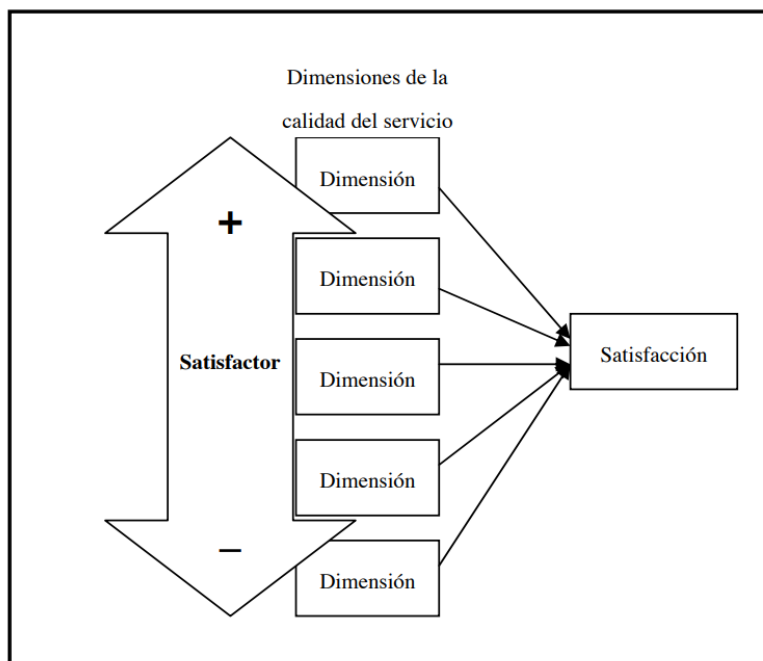 Dimensiones de la
calidad del servicio
Dimensión
+
Dimensión
Satisfactor
Dimensión
Satisfacción
Dimensión
–
Dimensión